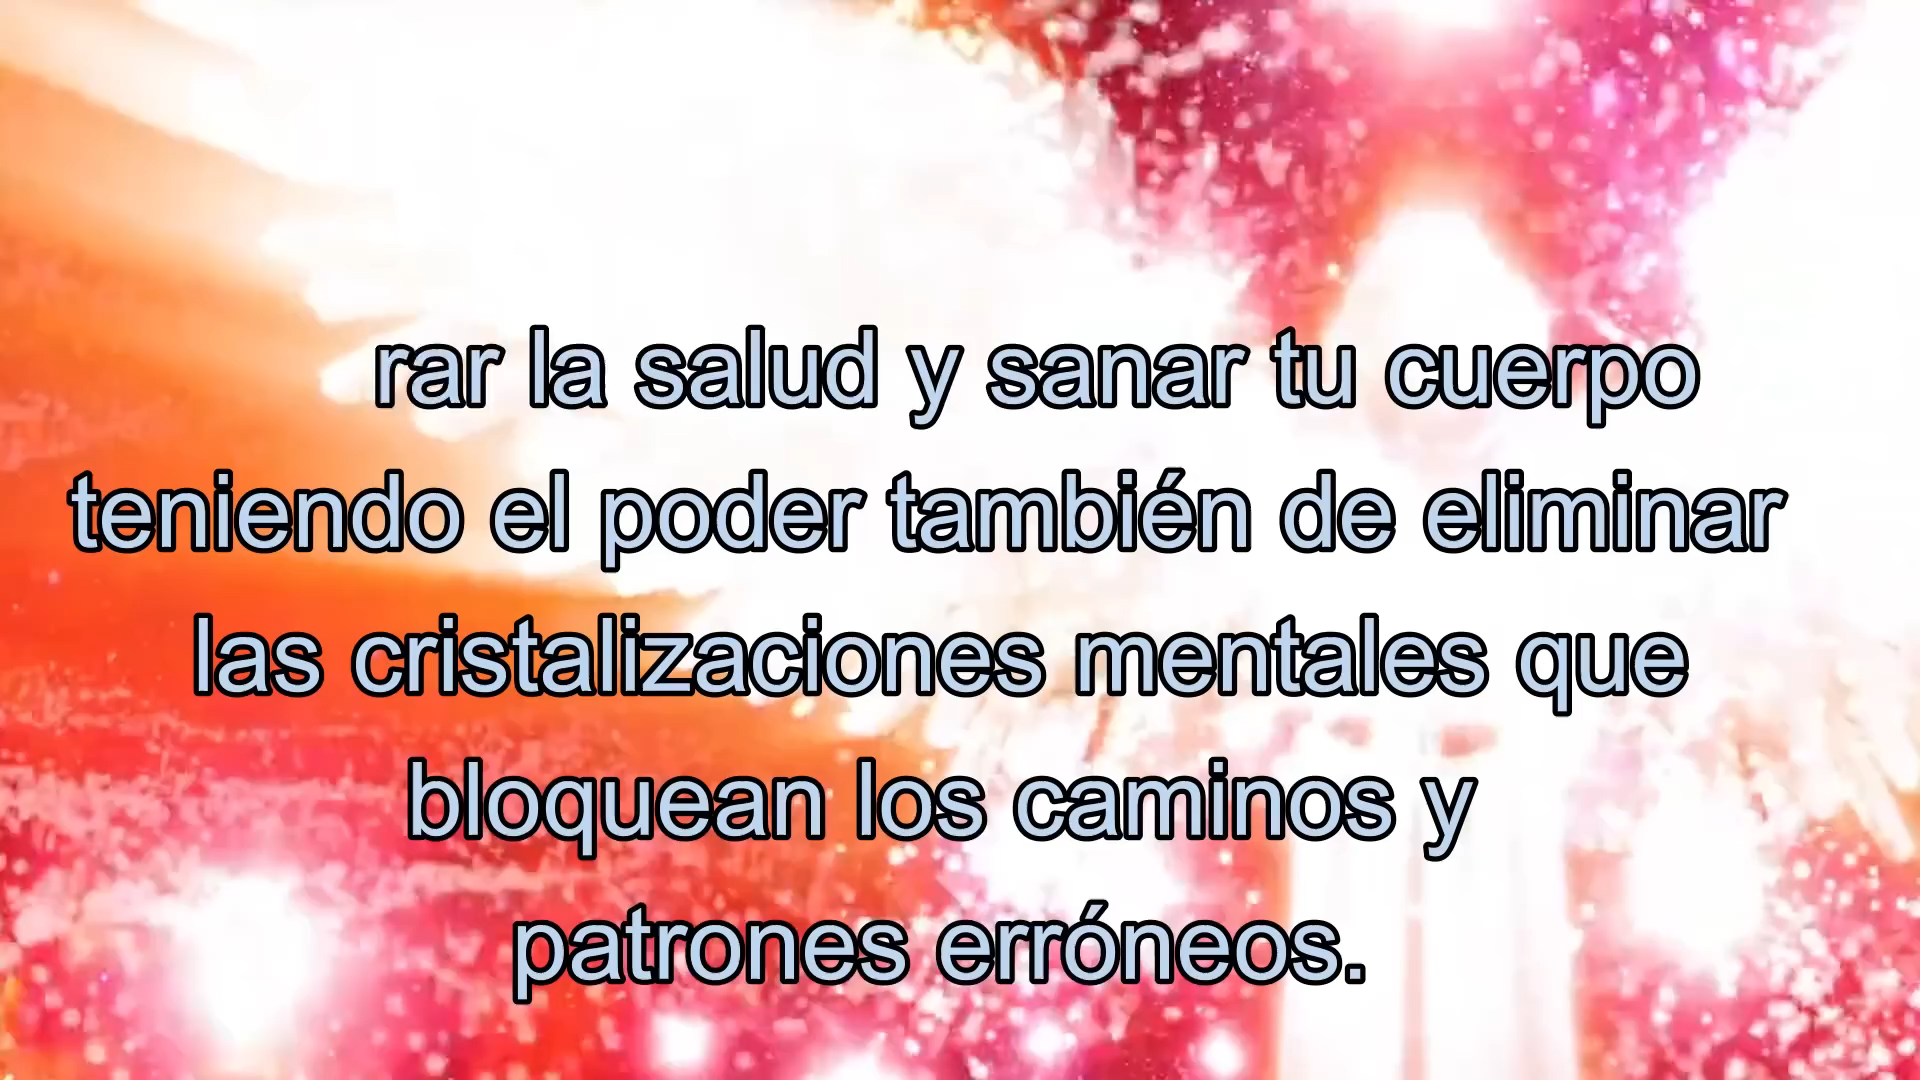 rar la salud y sanar tu cuerpo
teniendo el poder también de eliminar
las cristalizaciones mentales que
bloquean los caminos y
patrones erróneos.